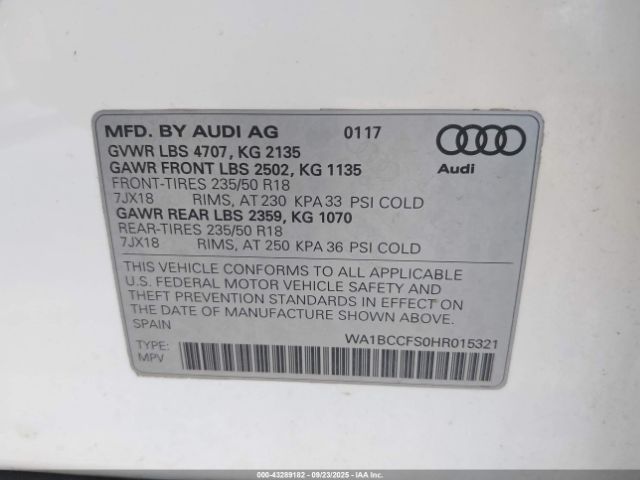 MFD. BY AUDI AG 0117
GVWR LBS 4707, KG 2135
GAWR FRONT LBS 2502, KG 1135
FRONT-TIRES 235/50 R18
7JX18 RIMS, AT 230 KPA 33 PSI COLD
GAWR REAR LBS 2359, KG 1070
REAR-TIRES 235/50 R18
7JX18 RIMS, AT 250 KPA 36 PSI COLD
Audi
THIS VEHICLE CONFORMS TO ALL APPLICABLE
U.S. FEDERAL MOTOR VEHICLE SAFETY AND
THEFT PREVENTION STANDARDS IN EFFECT ON
THE DATE OF MANUFACTURE SHOWN ABOVE.
SPAIN
WA1BCCFS0HR015321
TYPE:
MPV
000-43289182 - 09/23/2025 - IAA Inc.